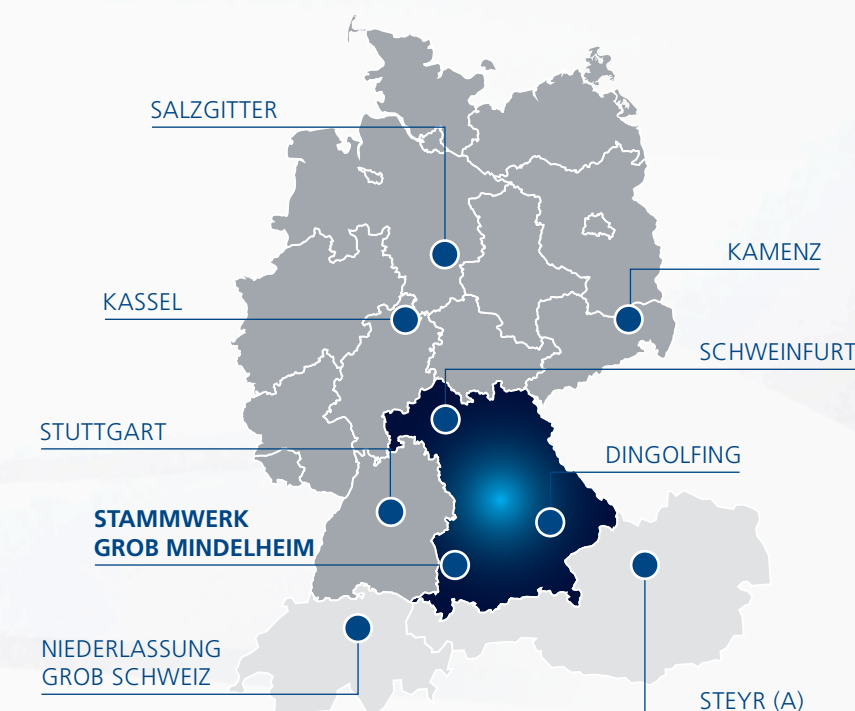 SALZGITTER
KAMENZ
KASSEL
SCHWEINFURT
STUTTGART
DINGOLFING
STAMMWERK
GROB MINDELHEIM
NIEDERLASSUNG
GROB SCHWEIZ
STEYR (A)